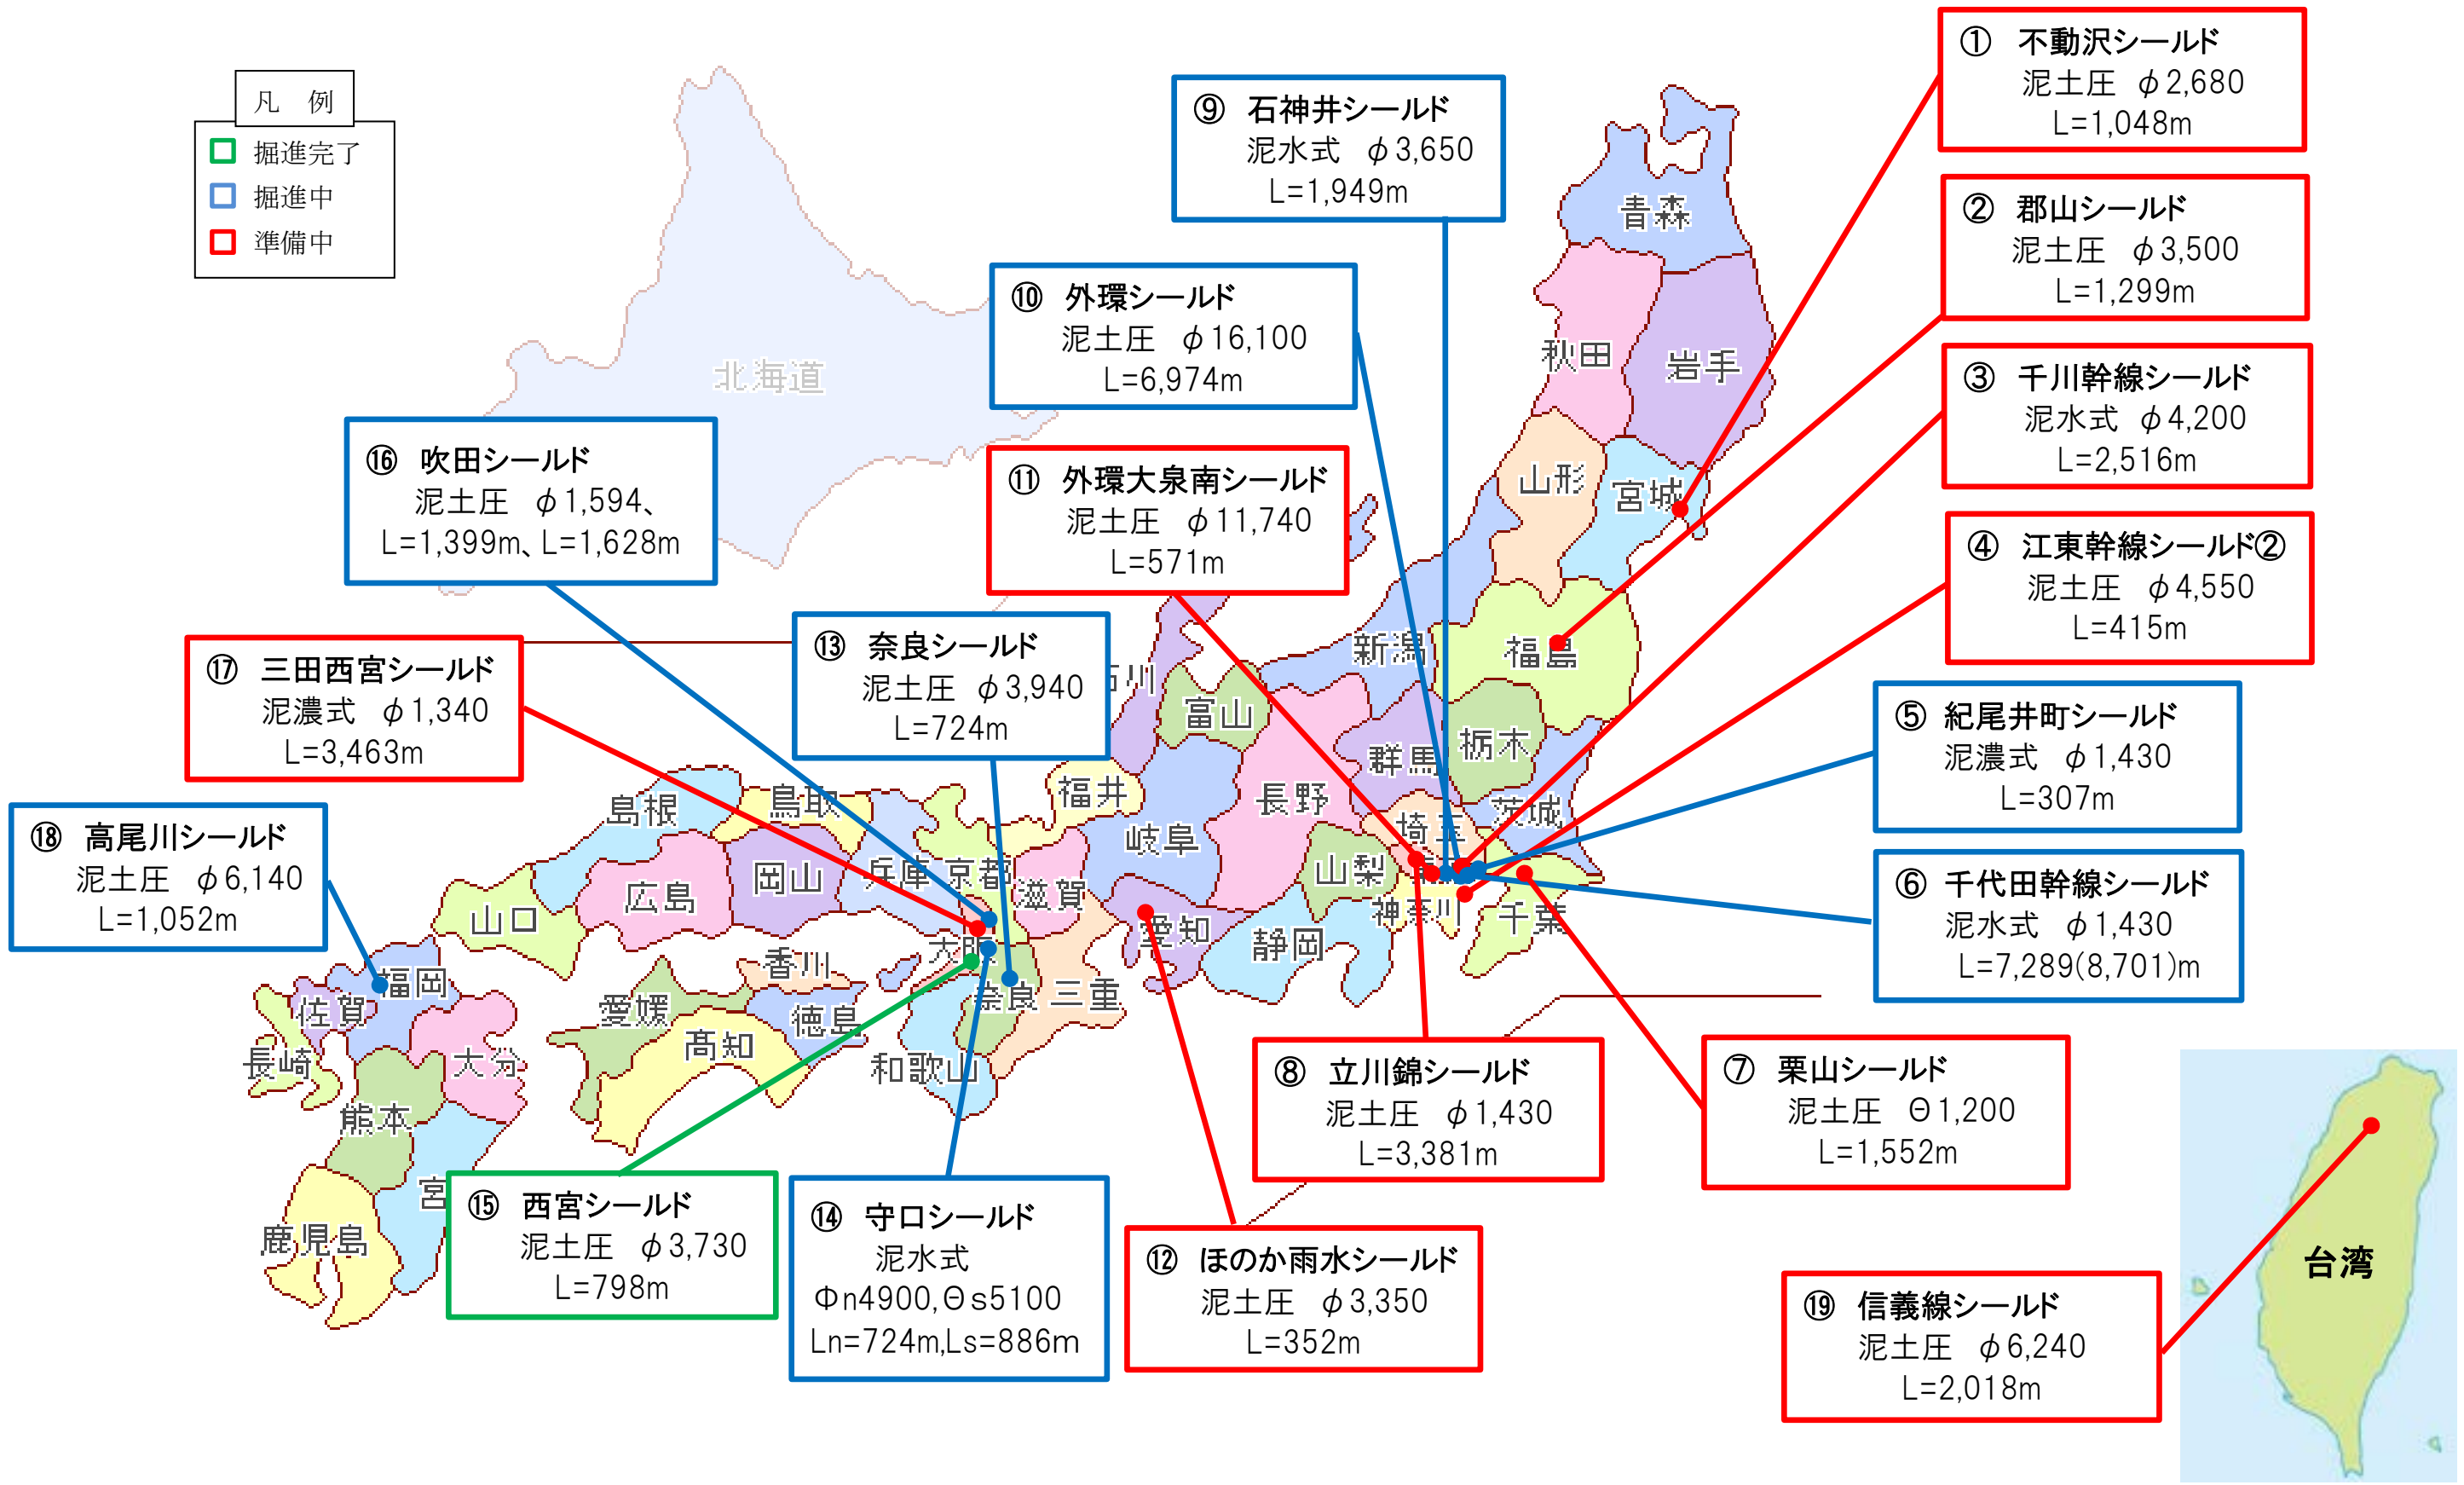 凡　例
掘進完了
掘進中
準備中
① 不動沢シールド
泥土圧 φ2,680
L=1,048m
② 郡山シールド
泥土圧 φ3,500
L=1,299m
③ 千川幹線シールド
泥水式 φ4,200
L=2,516m
④ 江東幹線シールド②
泥土圧 φ4,550
L=415m
⑤ 紀尾井町シールド
泥濃式 φ1,430
L=307m
⑥ 千代田幹線シールド
泥水式 φ1,430
L=7,289(8,701)m
⑦ 栗山シールド
泥土圧 Θ1,200
L=1,552m
⑧ 立川錦シールド
泥土圧 φ1,430
L=3,381m
⑨ 石神井シールド
泥水式 φ3,650
L=1,949m
⑩ 外環シールド
泥土圧 φ16,100
L=6,974m
⑪ 外環大泉南シールド
泥土圧 φ11,740
L=571m
⑫ ほのか雨水シールド
泥土圧 φ3,350
L=352m
⑬ 奈良シールド
泥土圧 φ3,940
L=724m
⑭ 守口シールド
泥水式
Φn4900,Θs5100
Ln=724m,Ls=886m
⑮ 西宮シールド
泥土圧 φ3,730
L=798m
⑯ 吹田シールド
泥土圧 φ1,594、
L=1,399m、L=1,628m
⑰ 三田西宮シールド
泥濃式 φ1,340
L=3,463m
⑱ 高尾川シールド
泥土圧 φ6,140
L=1,052m
⑲ 信義線シールド
泥土圧 φ6,240
L=2,018m
台湾
北海道
青森
秋田
岩手
山形
宮城
新潟
福島
富山
群馬
栃木
茨城
長野
埼玉
山梨
神奈川
千葉
静岡
愛知
岐阜
福井
川
滋賀
三重
京都
奈良
大阪
和歌山
兵庫
鳥取
島根
岡山
広島
山口
香川
徳島
愛媛
高知
福岡
佐賀
長崎
大分
熊本
宮
鹿児島